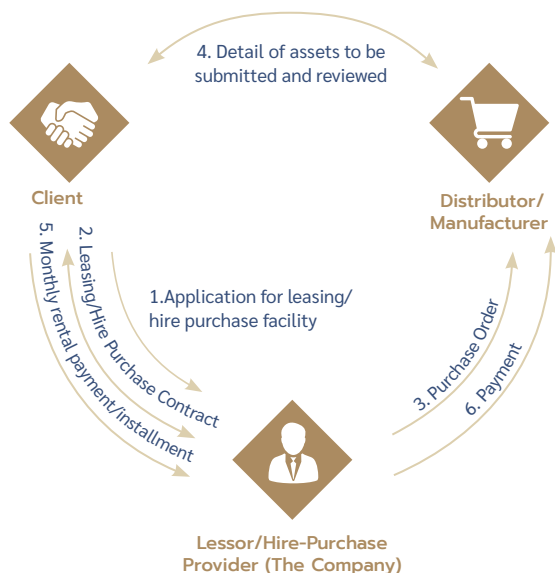 4. Detail of assets to be
submitted and reviewed
Client
Distributor/
Manufacturer
5. Monthly rental payment/installment
2. Leasing/Hire Purchase Contract
1.Application for leasing/
hire purchase facility
3. Purchase Order
6. Payment
Lessor/Hire-Purchase
Provider (The Company)